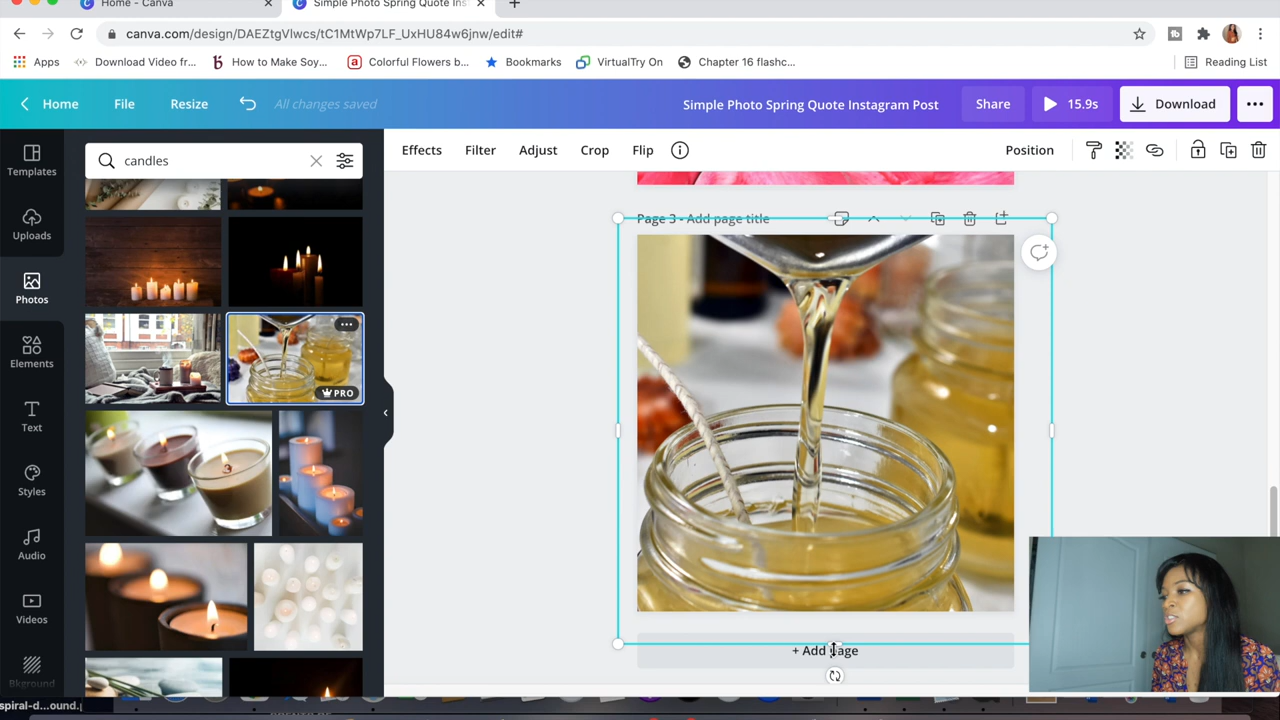 Home - Canva
Simple Photo Spring Quote Ins
canva.com/design/DAEZtgVlwcs/tC1MtWp7LF_UxHU84w6jnw/edit#
Apps
Download Video fr...
How to Make Soy...
Colorful Flowers b...
Bookmarks
VirtualTry On
Chapter 16 flashc...
Reading List
Home
File
Resize
All changes saved
Simple Photo Spring Quote Instagram Post
Share
15.9s
Download
Templates
Uploads
Photos
Elements
Text
Styles
Audio
Videos
Bkground
candles
PRO
Effects
Filter
Adjust
Crop
Flip
Position
Page 3 - Add page title
+ Add page
spiral-d...ound.j